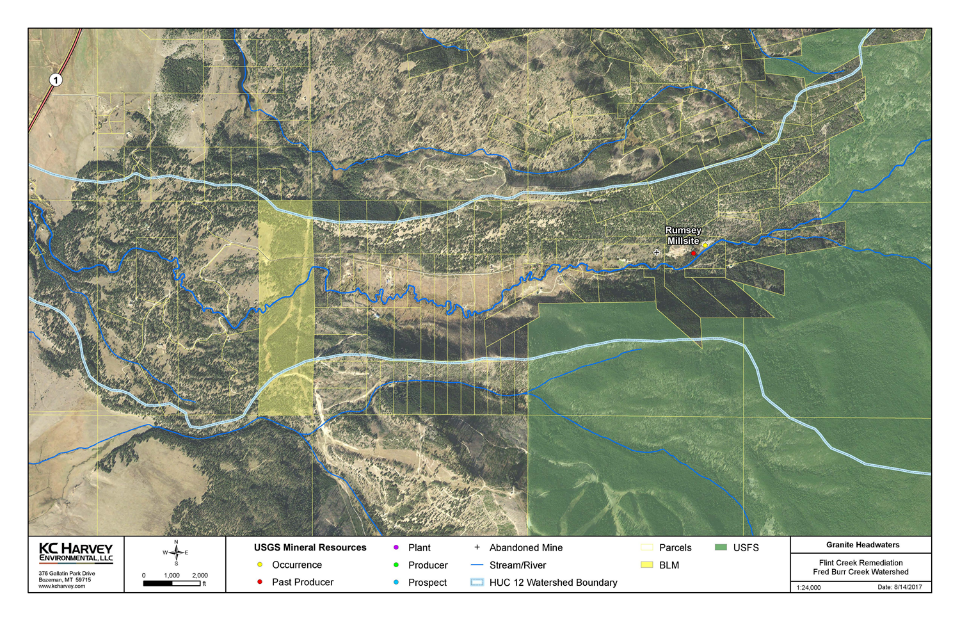 1
Rumsey
Millsite
KC HARVEY
ENVIRONMENTAL, LLC
376 Gallatin Park Drive
Bozeman, MT 59715
www.kcharvey.com
N
W
E
S
0 1,000 2,000
ft
USGS Mineral Resources
Occurrence
Past Producer
Plant
Producer
Prospect
Abandoned Mine
Stream/River
HUC 12 Watershed Boundary
Parcels
BLM
USFS
Granite Headwaters
Flint Creek Remediation
Fred Burr Creek Watershed
1:24,000 Date: 8/14/2017